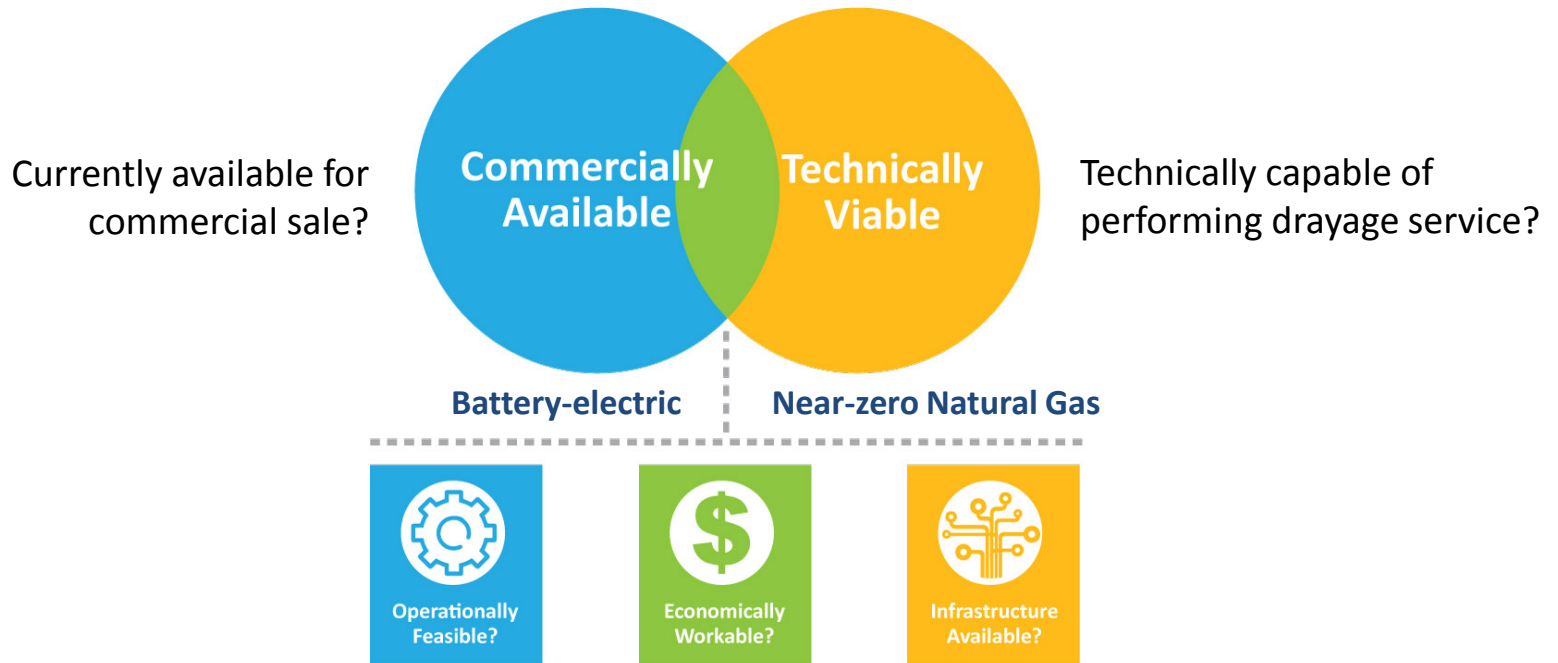 Currently available for
commercial sale?
Commercially
Available
Technically
Viable
Technically capable of
performing drayage service?
Battery-electric
Near-zero Natural Gas
Operationally
Feasible?
$
Economically
Workable?
Infrastructure
Available?